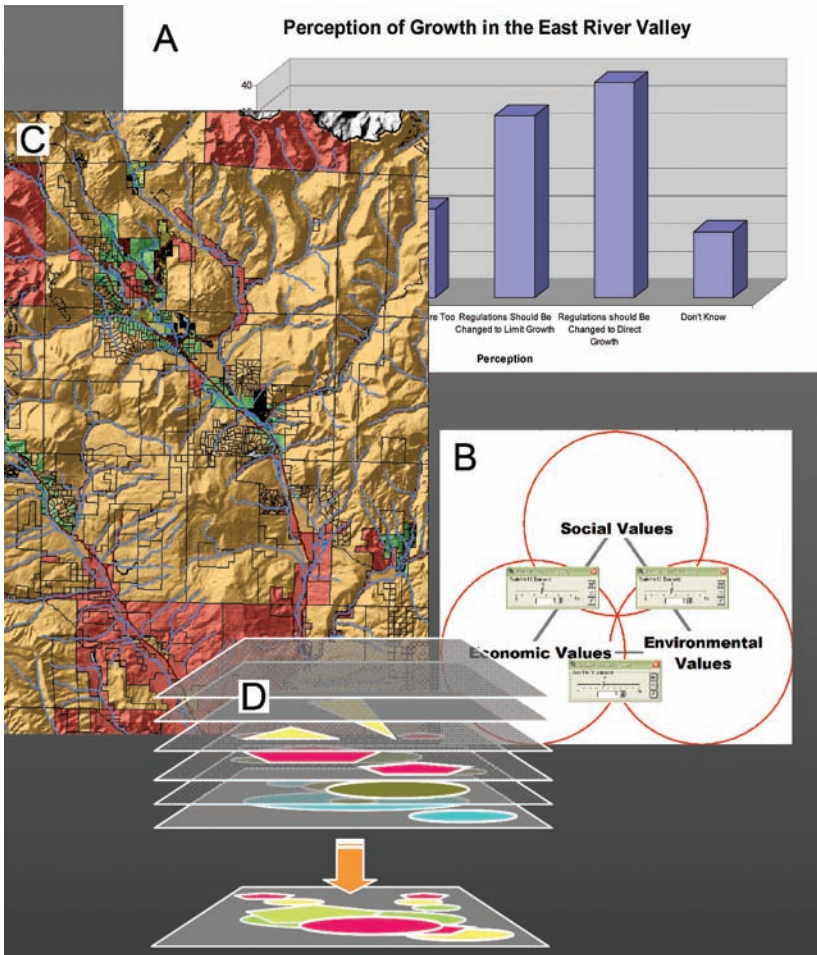 A
Perception of Growth in the East River Valley
40
C
re Too
Regulations Should Be
Changed to Limit Growth
Regulations should be
Changed to Direct
Growth
Don't Know
Perception
B
Social Values
Economic Values
Environmental
Values
D